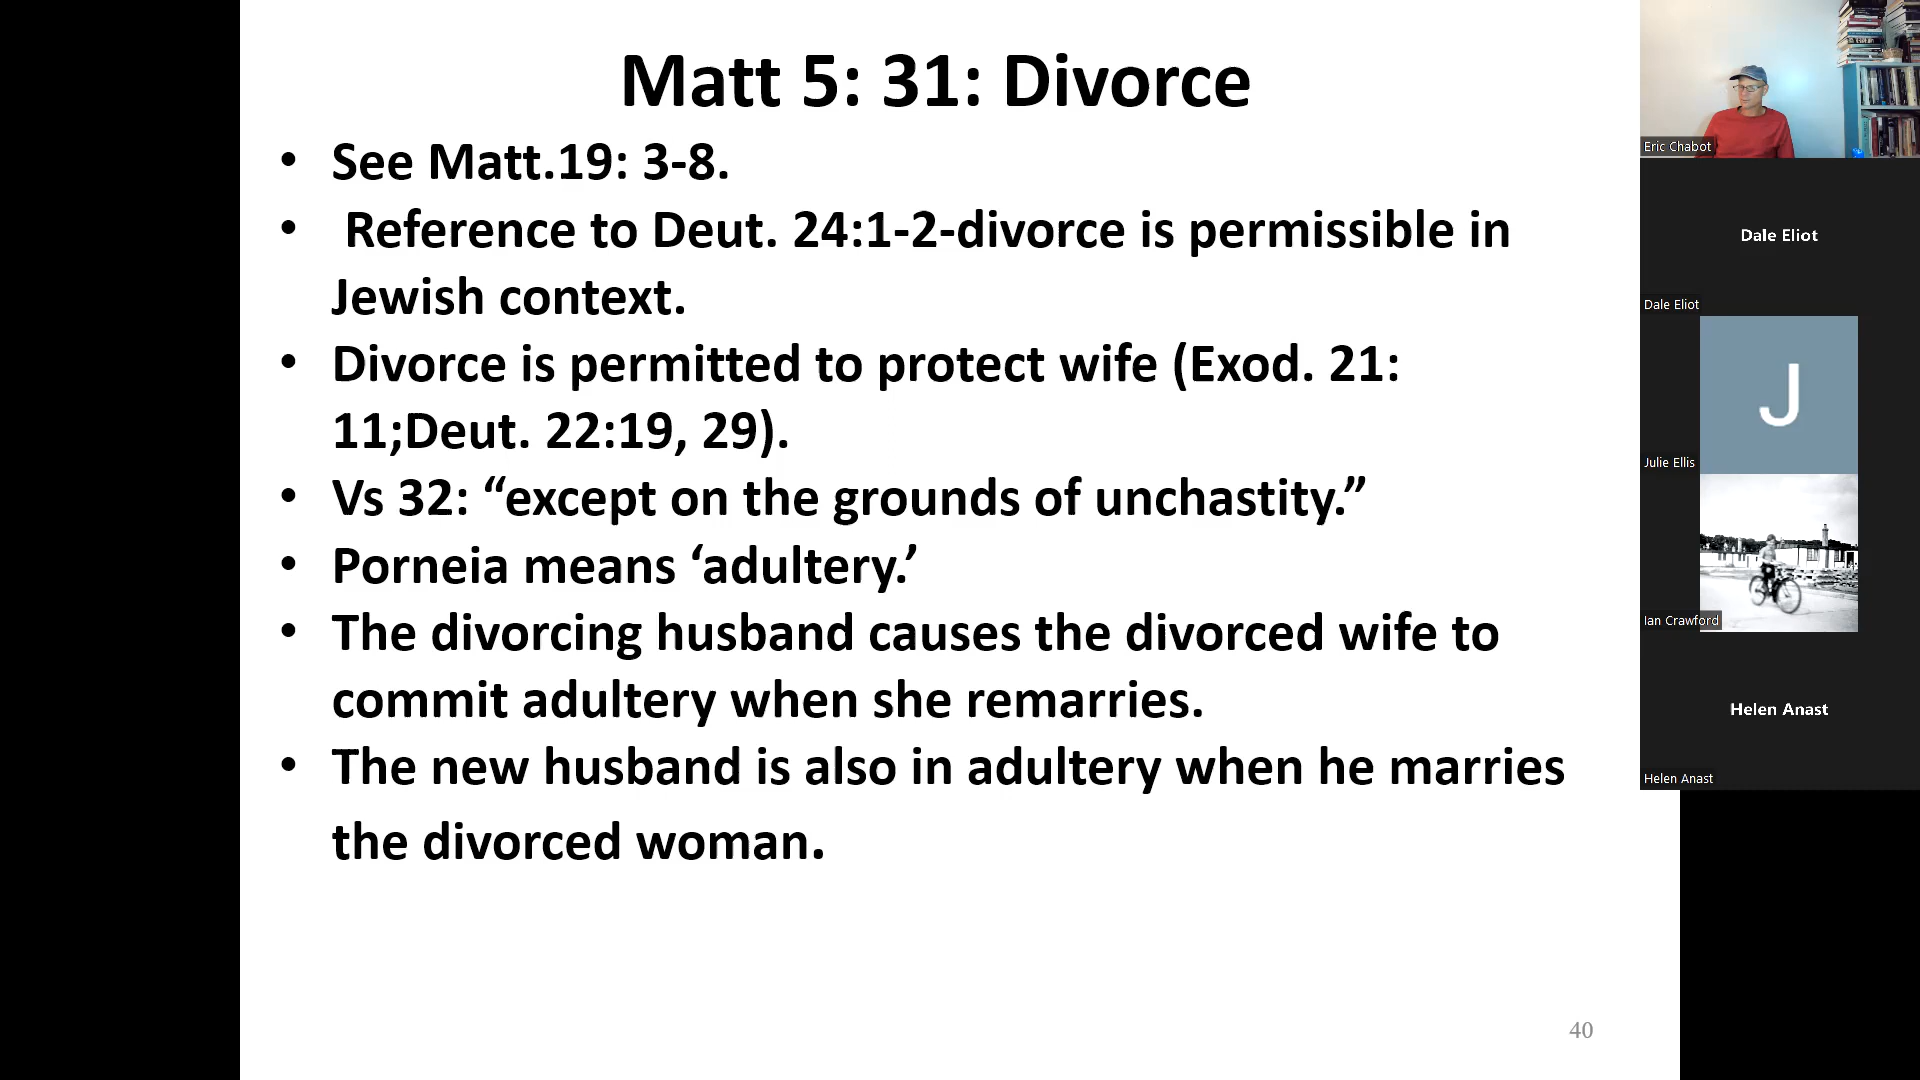 Matt 5: 31: Divorce
• See Matt.19: 3-8.
• Reference to Deut. 24:1-2-divorce is permissible in
Jewish context.
• Divorce is permitted to protect wife (Exod. 21:
11;Deut. 22:19, 29).
• Vs 32: “except on the grounds of unchastity.”
• Porneia means ‘adultery.’
• The divorcing husband causes the divorced wife to
commit adultery when she remarries.
• The new husband is also in adultery when he marries
the divorced woman.
40
Eric Chabot
Dale Eliot
Dale Eliot
J
Julie Ellis
Ian Crawford
Helen Anast
Helen Anast